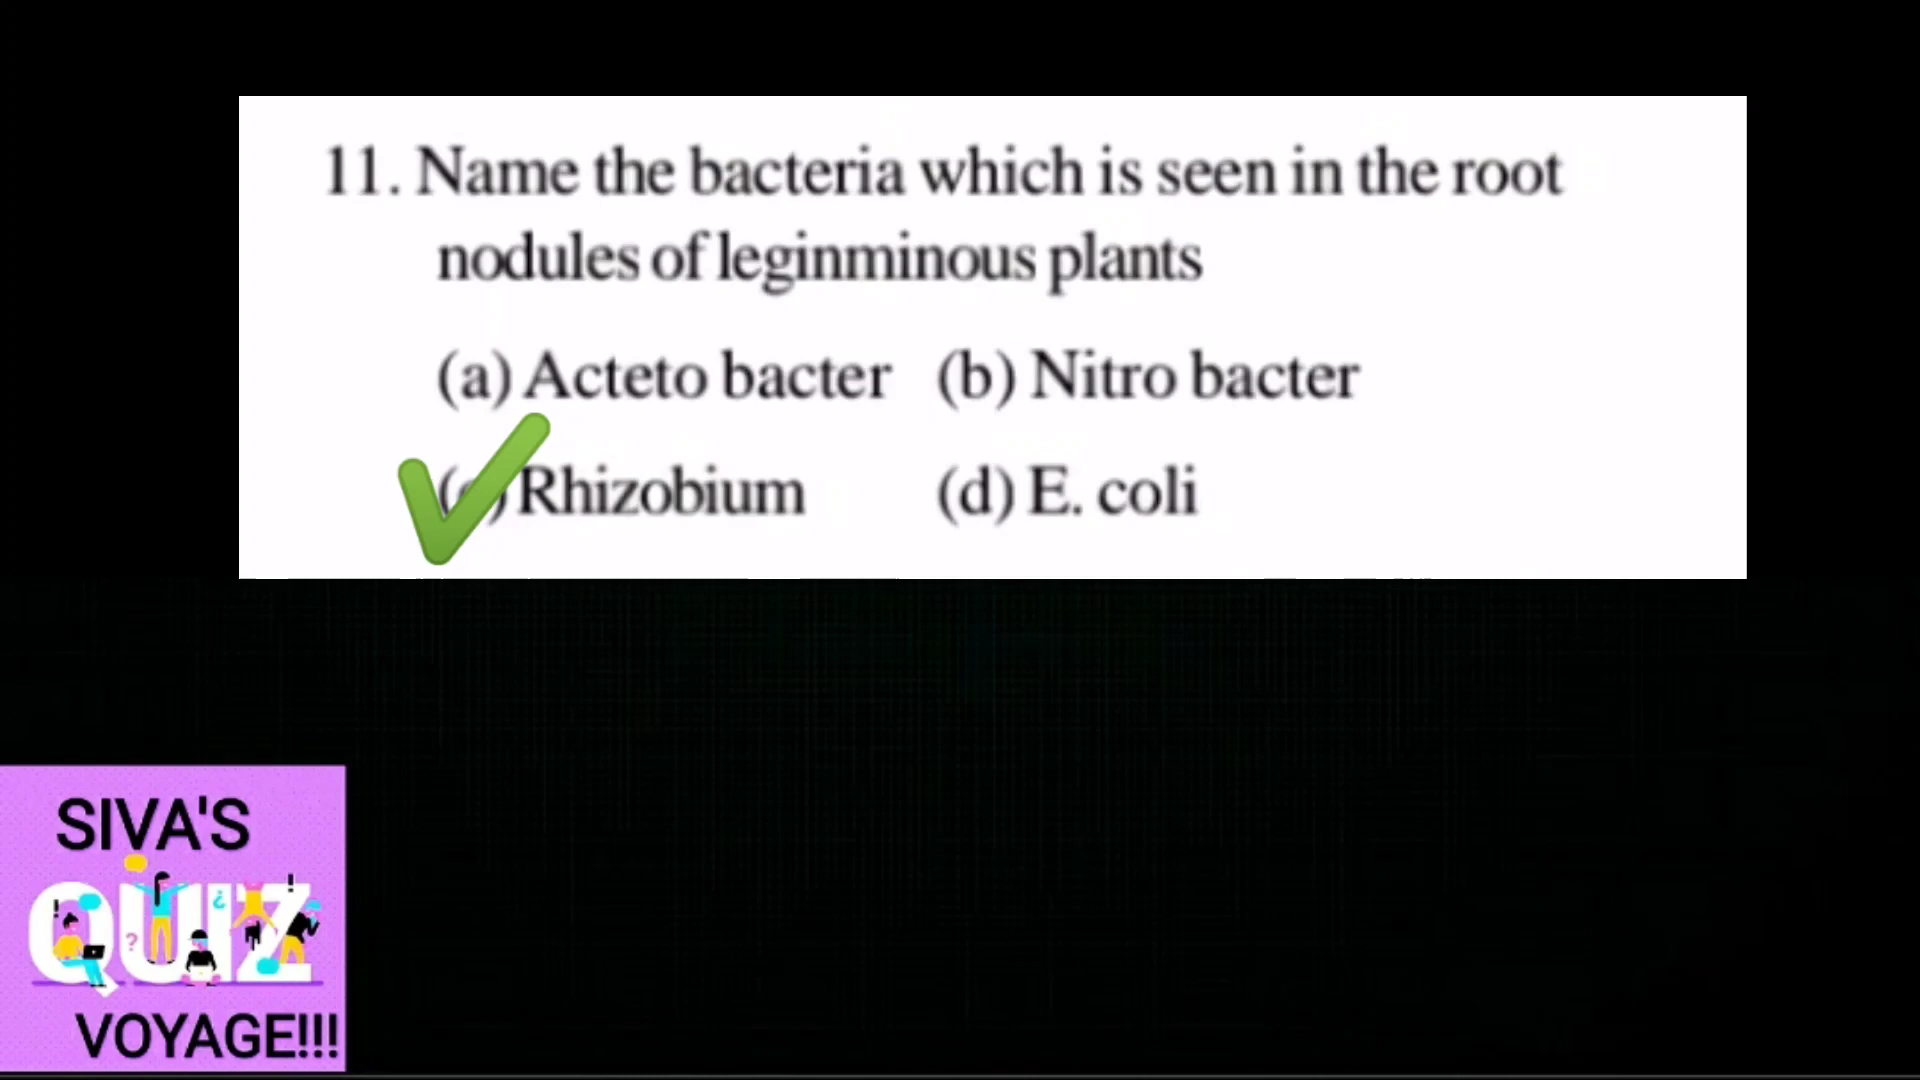 11. Name the bacteria which is seen in the root
nodules of leginminous plants
(a) Acteto bacter (b) Nitro bacter
(c) Rhizobium (d) E. coli
SIVA'S
QUIZ
VOYAGE!!!